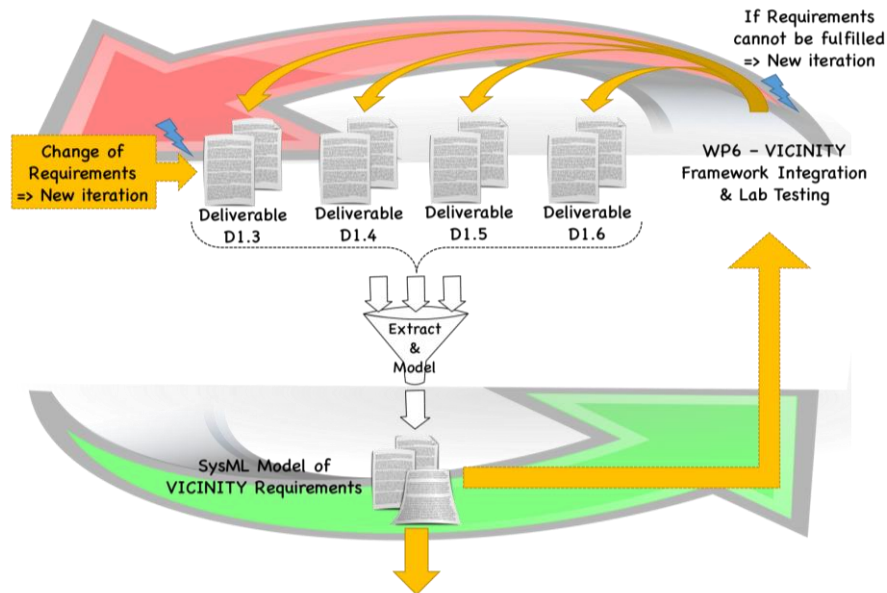 If Requirements
cannot be fulfilled
=> New iteration
Change of
Requirements
=> New iteration
WP6 – VICINITY
Framework Integration
& Lab Testing
Deliverable
D1.3
Deliverable
D1.4
Deliverable
D1.5
Deliverable
D1.6
Extract
&
Model
SysML Model of
VICINITY Requirements